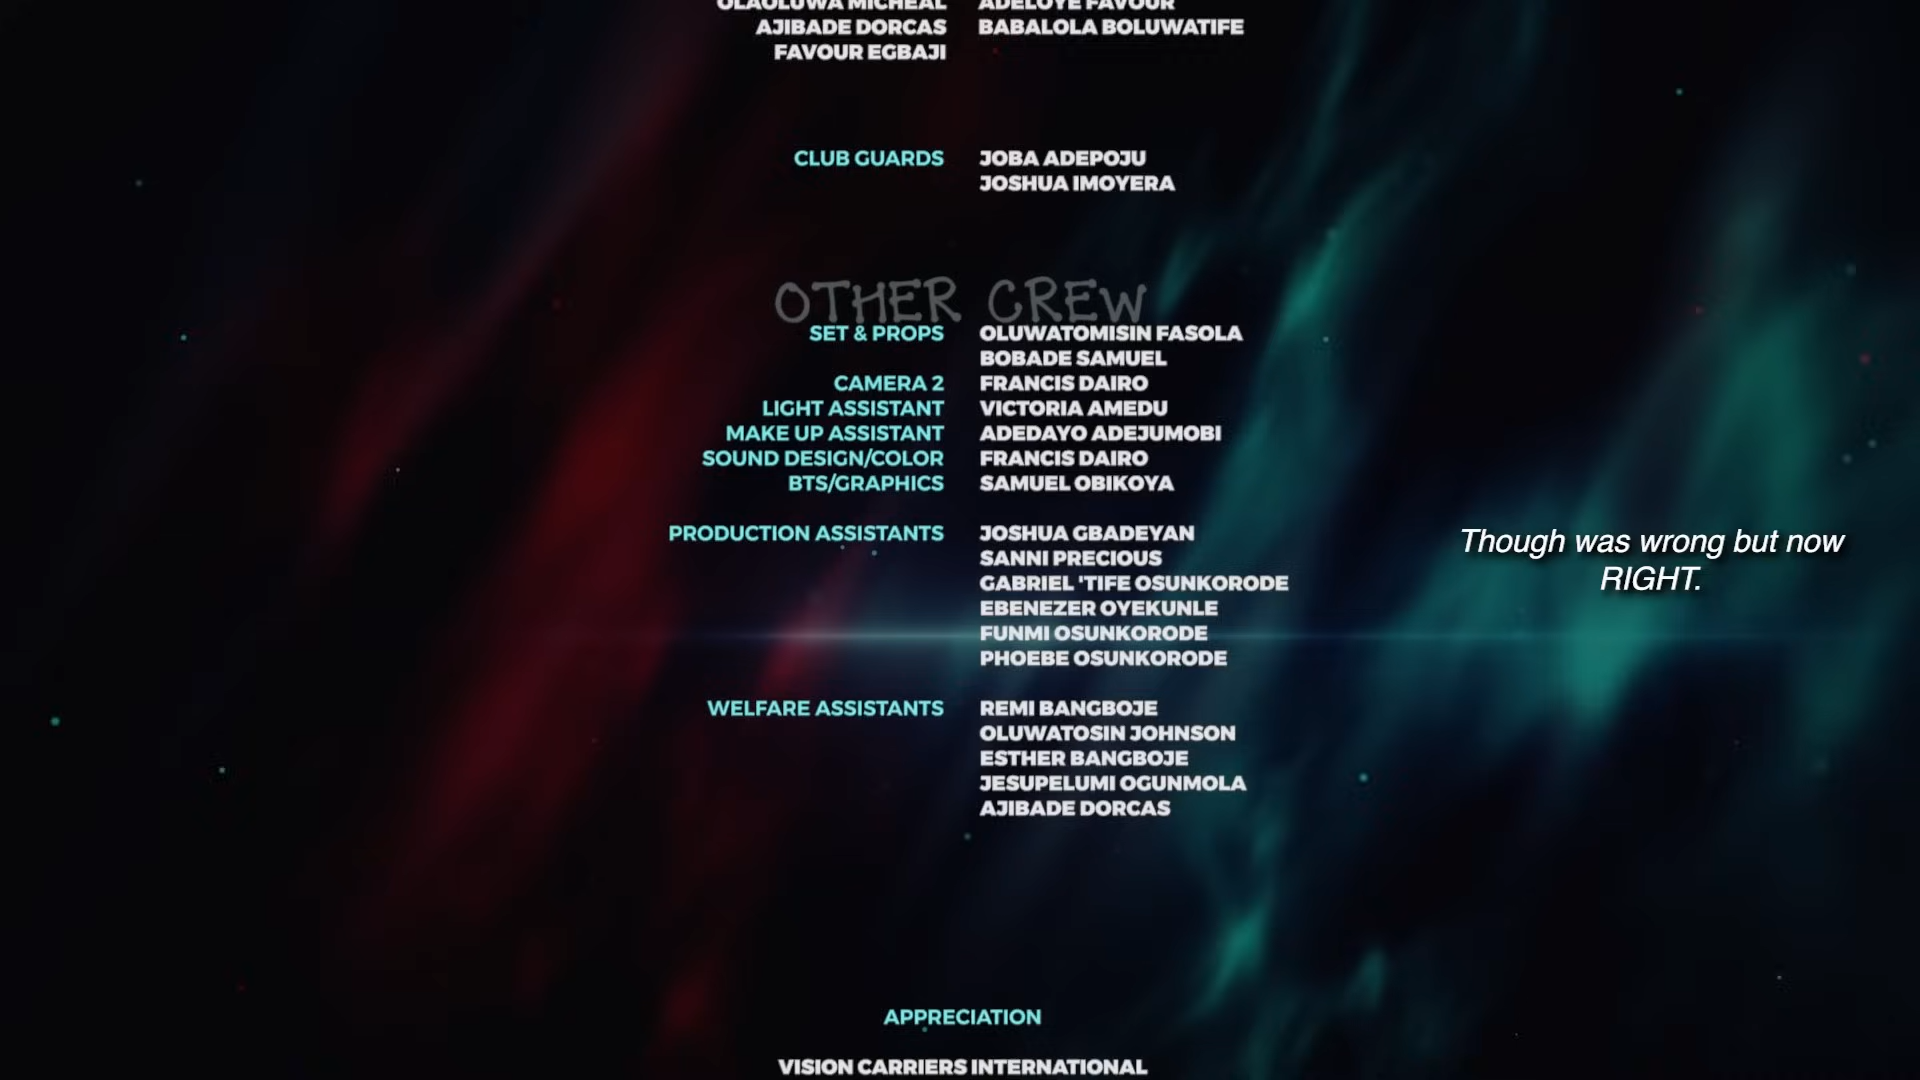 OLAOLUWA MICHEAL ADELOYE FAVOUR
AJIBADE DORCAS BABALOLA BOLUWATIFE
FAVOUR EGBAJI
CLUB GUARDS JOBA ADEPOJU
JOSHUA IMOYERA
OTHER CREW
SET & PROPS OLUWATOMISIN FASOLA
BOBADE SAMUEL
CAMERA 2 FRANCIS DAIRO
LIGHT ASSISTANT VICTORIA AMEDU
MAKE UP ASSISTANT ADEDAYO ADEJUMOBI
SOUND DESIGN/COLOR FRANCIS DAIRO
BTS/GRAPHICS SAMUEL OBIKOYA
PRODUCTION ASSISTANTS JOSHUA GBADEYAN
SANNI PRECIOUS
GABRIEL 'TIFE OSUNKORODE
EBENEZER OYEKUNLE
FUNMI OSUNKORODE
PHOEBE OSUNKORODE
WELFARE ASSISTANTS REMI BANGBOJE
OLUWATOSIN JOHNSON
ESTHER BANGBOJE
JESUPELUMI OGUNMOLA
AJIBADE DORCAS
Though was wrong but now
RIGHT.
APPRECIATION
VISION CARRIERS INTERNATIONAL